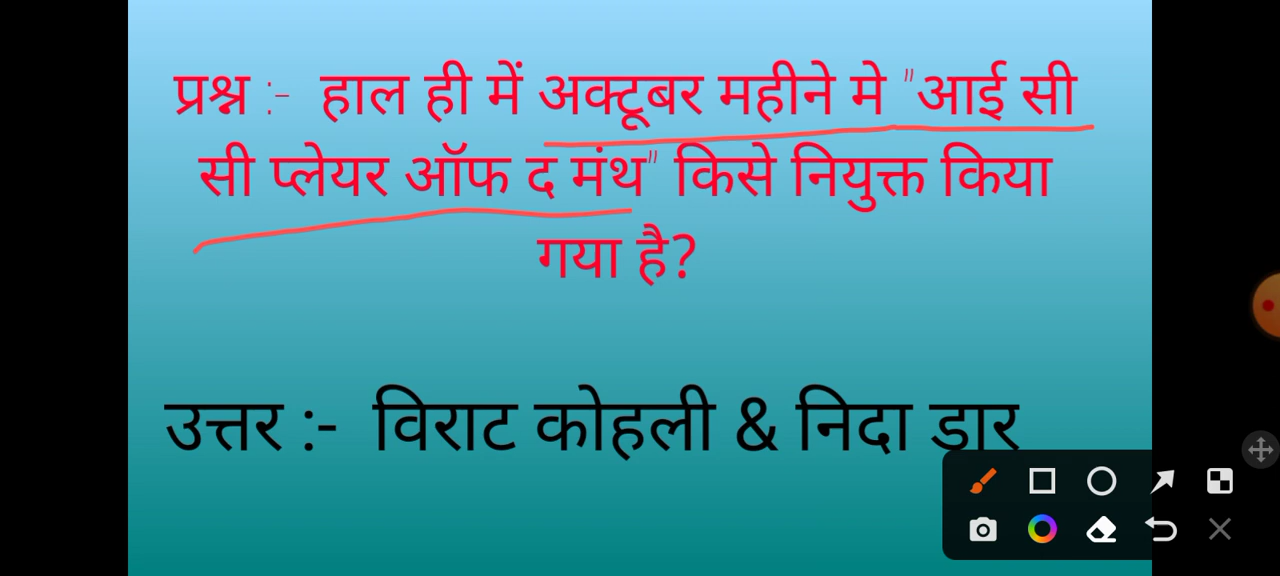 प्रश्न :- हाल ही में अक्टूबर महीने मे "आई सी
सी प्लेयर ऑफ द मंथ" किसे नियुक्त किया
गया है?
उत्तर :- विराट कोहली & निदा डार